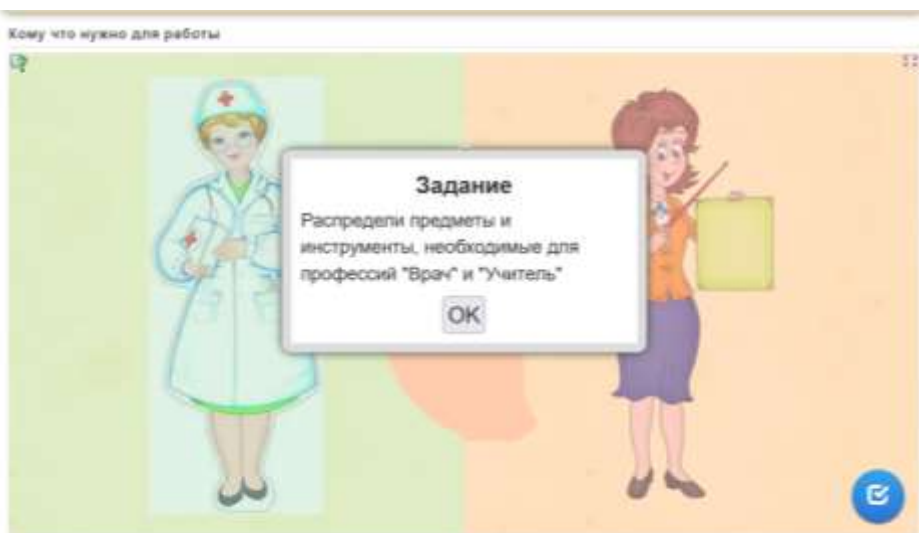 Кому что нужно для работы
Задание
Распредели предметы и
инструменты, необходимые для
профессий "Врач" и "Учитель"
OK